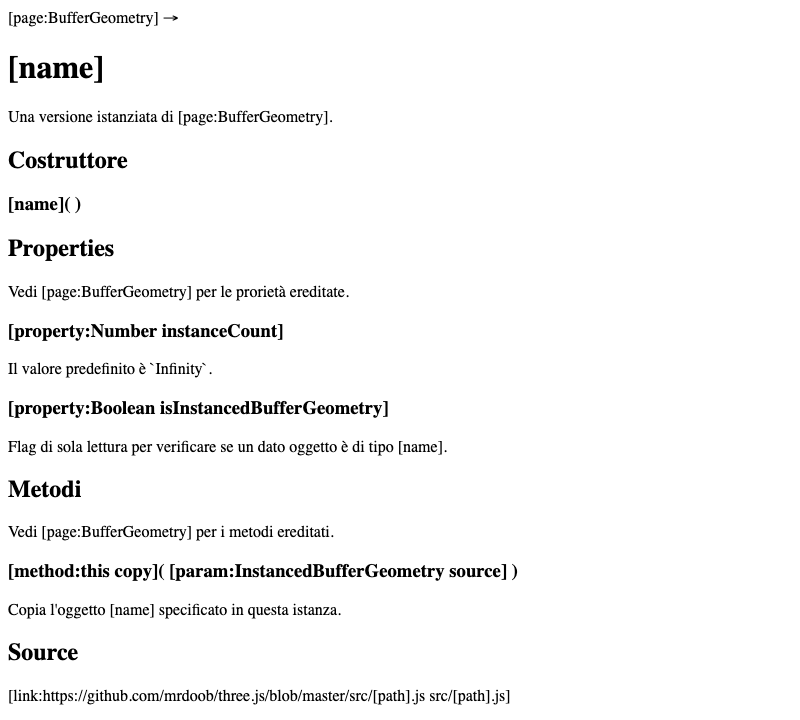 [page:BufferGeometry] →
[name]
Una versione istanziata di [page:BufferGeometry].
Costruttore
[name]( )
Properties
Vedi [page:BufferGeometry] per le prorietà ereditate.
[property:Number instanceCount]
Il valore predefinito è `Infinity`.
[property:Boolean isInstancedBufferGeometry]
Flag di sola lettura per verificare se un dato oggetto è di tipo [name].
Metodi
Vedi [page:BufferGeometry] per i metodi ereditati.
[method:this copy]( [param:InstancedBufferGeometry source] )
Copia l'oggetto [name] specificato in questa istanza.
Source
[link:https://github.com/mrdoob/three.js/blob/master/src/[path].js src/[path].js]